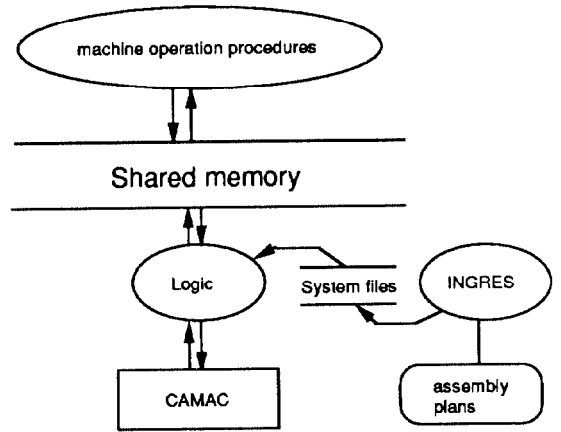 machine operation procedures
Shared memory
Logic
System files
INGRES
CAMAC
assembly
plans